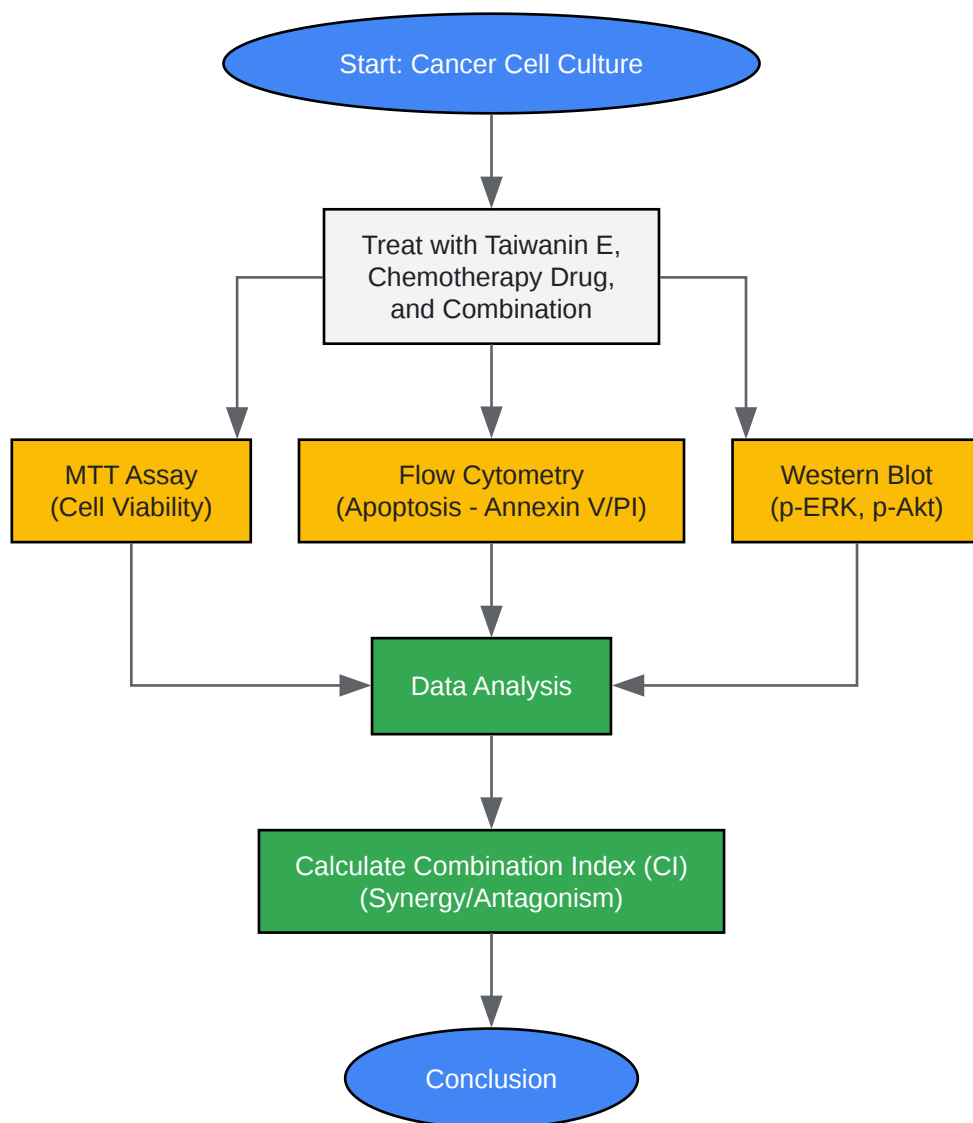 Start: Cancer Cell Culture
Treat with Taiwanin E,
Chemotherapy Drug,
and Combination
MTT Assay
(Cell Viability)
Flow Cytometry
(Apoptosis - Annexin V/PI)
Western Blot
(p-ERK, p-Akt)
Data Analysis
Calculate Combination Index (CI)
(Synergy/Antagonism)
Conclusion